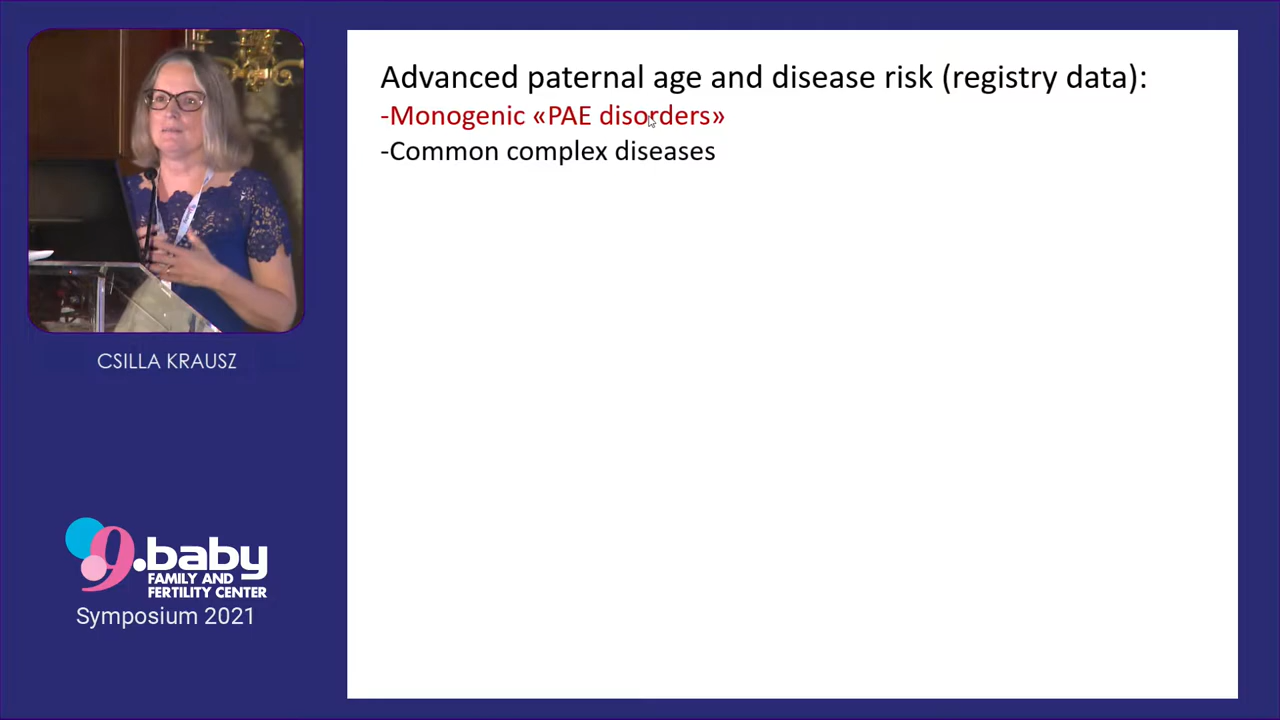 Advanced paternal age and disease risk (registry data):
-Monogenic «PAE disorders»
-Common complex diseases
CSILLA KRAUSZ
9.baby
FAMILY AND
FERTILITY CENTER
Symposium 2021